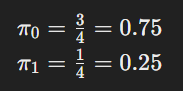 π₀ = 3/4 = 0.75
π₁ = 1/4 = 0.25